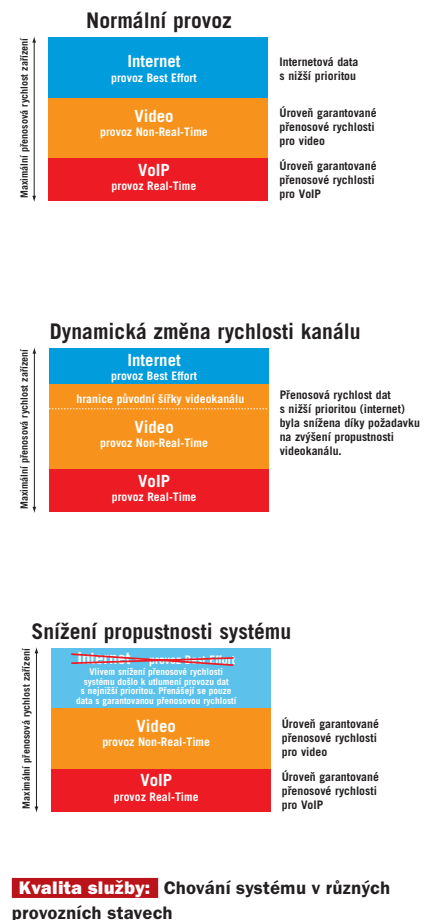 Normální provoz
Maximální přenosová rychlost zařízení
Internet
provoz Best Effort
Internetová data
s nižší prioritou
Video
provoz Non-Real-Time
Úroveň garantované
přenosové rychlosti
pro video
VoIP
provoz Real-Time
Úroveň garantované
přenosové rychlosti
pro VoIP
Dynamická změna rychlosti kanálu
Maximální přenosová rychlost zařízení
Internet
provoz Best Effort
hranice původní šířky videokanálu
Video
provoz Non-Real-Time
Přenosová rychlost dat
s nižší prioritou (internet)
byla snížena díky požadavku
na zvýšení propustnosti
videokanálu.
VoIP
provoz Real-Time
Snížení propustnosti systému
Maximální přenosová rychlost zařízení
Internet provoz Best Effort
Vlivem snížení přenosové rychlosti
systému došlo k utlumení provozu dat
s nejnižší prioritou. Přenášejí se pouze
data s garantovanou přenosovou rychlostí
Video
provoz Non-Real-Time
Úroveň garantované
přenosové rychlosti
pro video
VoIP
provoz Real-Time
Úroveň garantované
přenosové rychlosti
pro VoIP
Kvalita služby: Chování systému v různých
provozních stavech